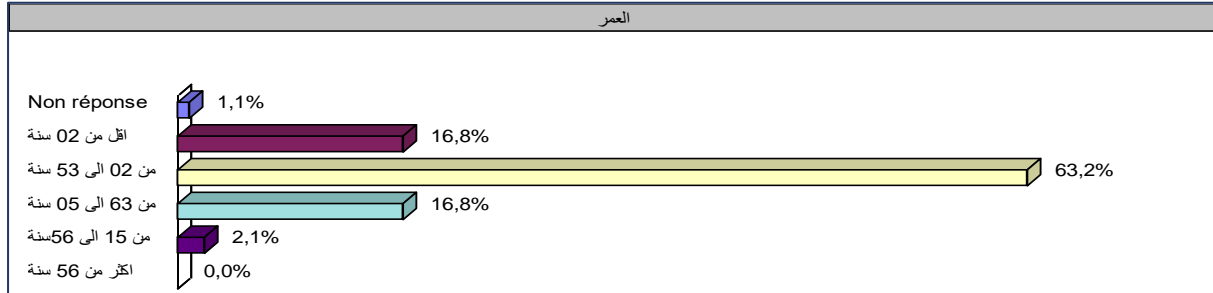 العمر
Non réponse 1,1%
اقل من 02 سنة 16,8%
من 02 الى 53 سنة 63,2%
من 63 الى 05 سنة 16,8%
من 15 الى 56سنة 2,1%
اكثر من 56 سنة 0,0%